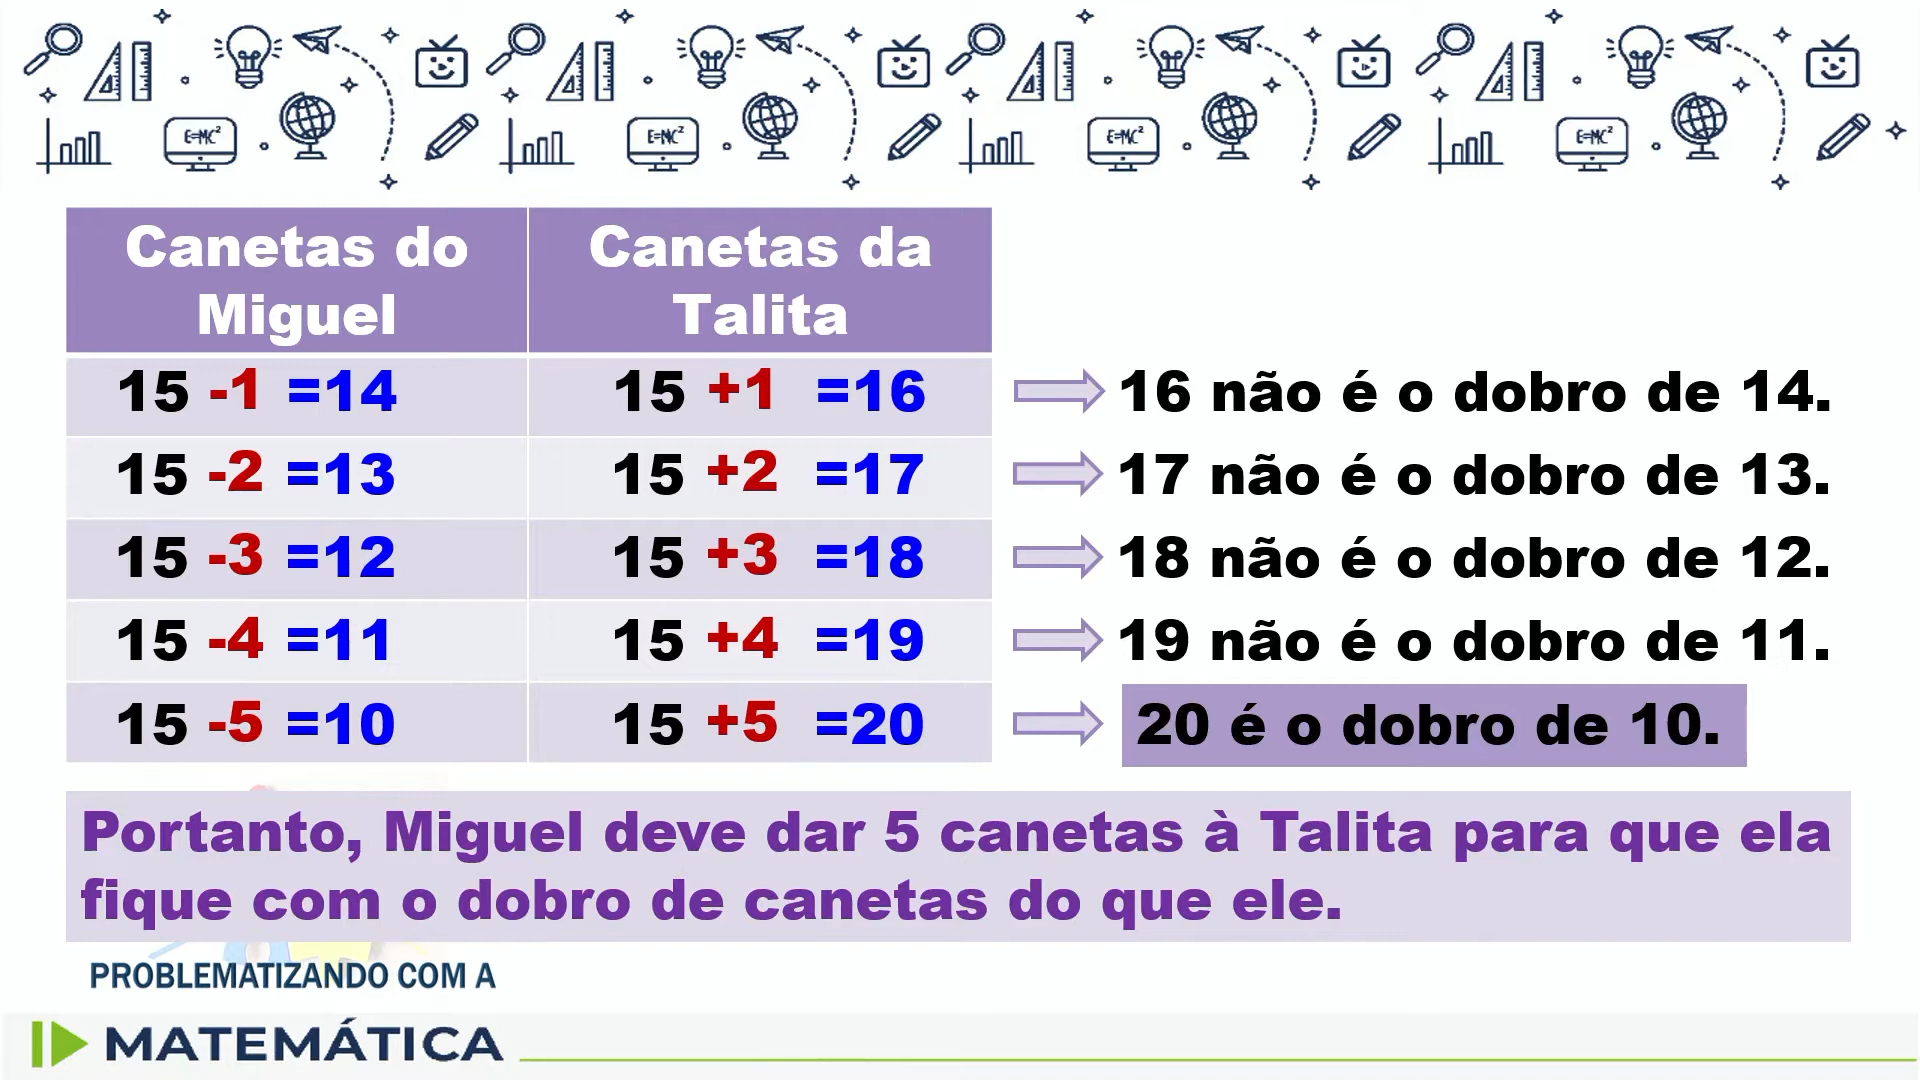 E=MC² E=MC² E=MC² E=MC²
Canetas do Miguel Canetas da Talita
15 -1 =14 15 +1 =16 16 não é o dobro de 14.
15 -2 =13 15 +2 =17 17 não é o dobro de 13.
15 -3 =12 15 +3 =18 18 não é o dobro de 12.
15 -4 =11 15 +4 =19 19 não é o dobro de 11.
15 -5 =10 15 +5 =20 20 é o dobro de 10.
Portanto, Miguel deve dar 5 canetas à Talita para que ela
fique com o dobro de canetas do que ele.
PROBLEMATIZANDO COM A
MATEMÁTICA